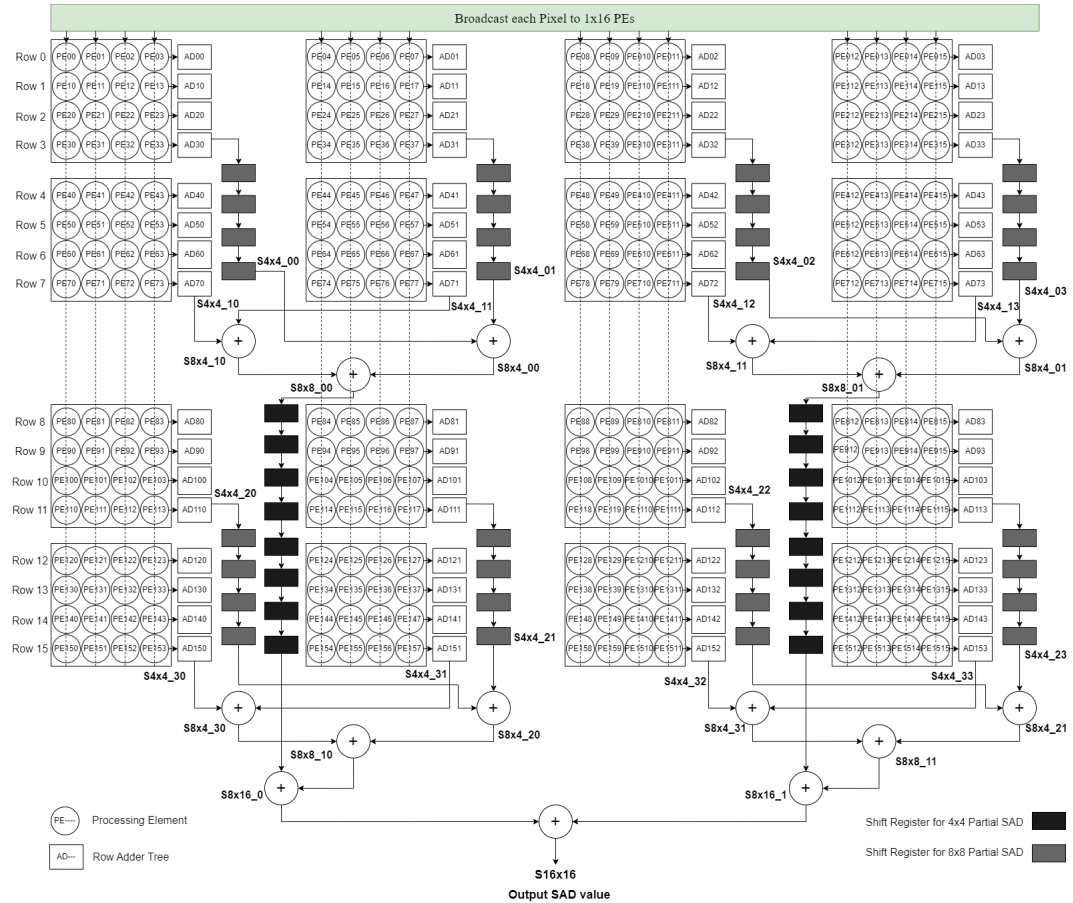 Broadcast each Pixel to 1x16 PEs
Row 0 PE00 PE01 PE02 PE03 AD00 PE04 PE05 PE06 PE07 AD01 PE08 PE09 PE010 PE011 AD02 PE012 PE013 PE014 PE015 AD03
Row 1 PE10 PE11 PE12 PE13 AD10 PE14 PE15 PE16 PE17 AD11 PE18 PE19 PE110 PE111 AD12 PE112 PE113 PE114 PE115 AD13
Row 2 PE20 PE21 PE22 PE23 AD20 PE24 PE25 PE26 PE27 AD21 PE28 PE29 PE210 PE211 AD22 PE212 PE213 PE214 PE215 AD23
Row 3 PE30 PE31 PE32 PE33 AD30 PE34 PE35 PE36 PE37 AD31 PE38 PE39 PE310 PE311 AD32 PE312 PE313 PE314 PE315 AD33
Row 4 PE40 PE41 PE42 PE43 AD40 PE44 PE45 PE46 PE47 AD41 PE48 PE49 PE410 PE411 AD42 PE412 PE413 PE414 PE415 AD43
Row 5 PE50 PE51 PE52 PE53 AD50 PE54 PE55 PE56 PE57 AD51 PE58 PE59 PE510 PE511 AD52 PE512 PE513 PE514 PE515 AD53
Row 6 PE60 PE61 PE62 PE63 AD60 PE64 PE65 PE66 PE67 AD61 PE68 PE69 PE610 PE611 AD62 PE612 PE613 PE614 PE615 AD63
S4x4_00 S4x4_01 S4x4_02
Row 7 PE70 PE71 PE72 PE73 AD70 PE74 PE75 PE76 PE77 AD71 PE78 PE79 PE710 PE711 AD72 PE712 PE713 PE714 PE715 AD73
S4x4_03
S4x4_10 S4x4_11 S4x4_12 S4x4_13
+ + + +
S8x4_10 S8x4_00 S8x4_11 S8x4_01
+ +
S8x8_00 S8x8_01
Row 8 PE80 PE81 PE82 PE83 AD80 PE84 PE85 PE86 PE87 AD81 PE88 PE89 PE810 PE811 AD82 PE812 PE813 PE814 PE815 AD83
Row 9 PE90 PE91 PE92 PE93 AD90 PE94 PE95 PE96 PE97 AD91 PE98 PE99 PE910 PE911 AD92 PE912 PE913 PE914 PE915 AD93
Row 10 PE100 PE101 PE102 PE103 AD100 PE104 PE105 PE106 PE107 AD101 PE108 PE109 PE1010 PE1011 AD102 PE1012 PE1013 PE1014 PE1015 AD103
S4x4_20 S4x4_22
Row 11 PE110 PE111 PE112 PE113 AD110 PE114 PE115 PE116 PE117 AD111 PE118 PE119 PE1110 PE1111 AD112 PE1112 PE1113 PE1114 PE1115 AD113
Row 12 PE120 PE121 PE122 PE123 AD120 PE124 PE125 PE126 PE127 AD121 PE128 PE129 PE1210 PE1211 AD122 PE1212 PE1213 PE1214 PE1215 AD123
Row 13 PE130 PE131 PE132 PE133 AD130 PE134 PE135 PE136 PE137 AD131 PE138 PE139 PE1310 PE1311 AD132 PE1312 PE1313 PE1314 PE1315 AD133
Row 14 PE140 PE141 PE142 PE143 AD140 PE144 PE145 PE146 PE147 AD141 PE148 PE149 PE1410 PE1411 AD142 PE1412 PE1413 PE1414 PE1415 AD143
S4x4_21
Row 15 PE150 PE151 PE152 PE153 AD150 PE154 PE155 PE156 PE157 AD151 PE158 PE159 PE1510 PE1511 AD152 PE1512 PE1513 PE1514 PE1515 AD153
S4x4_23
S4x4_30 S4x4_31 S4x4_32 S4x4_33
+ + + +
S8x4_30 S8x4_20 S8x4_31 S8x4_21
+ +
S8x8_10 S8x8_11
+ +
S8x16_0 S8x16_1
PE---- Processing Element
+
Shift Register for 4x4 Partial SAD
AD--- Row Adder Tree
Shift Register for 8x8 Partial SAD
S16x16
Output SAD value